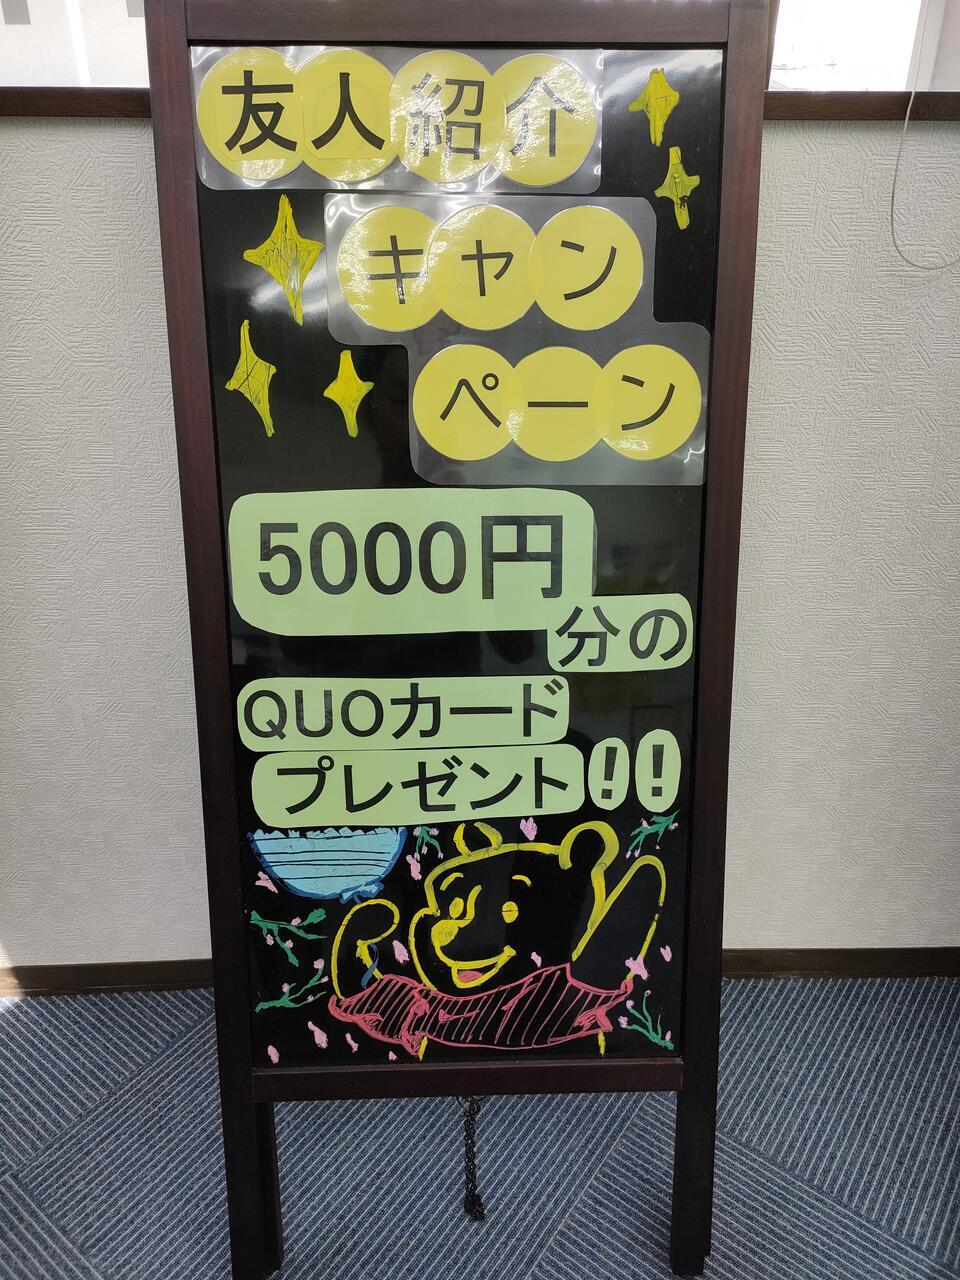 友人紹介
キャン
ペーン
5000円
分の
QUOカード
プレゼント!!